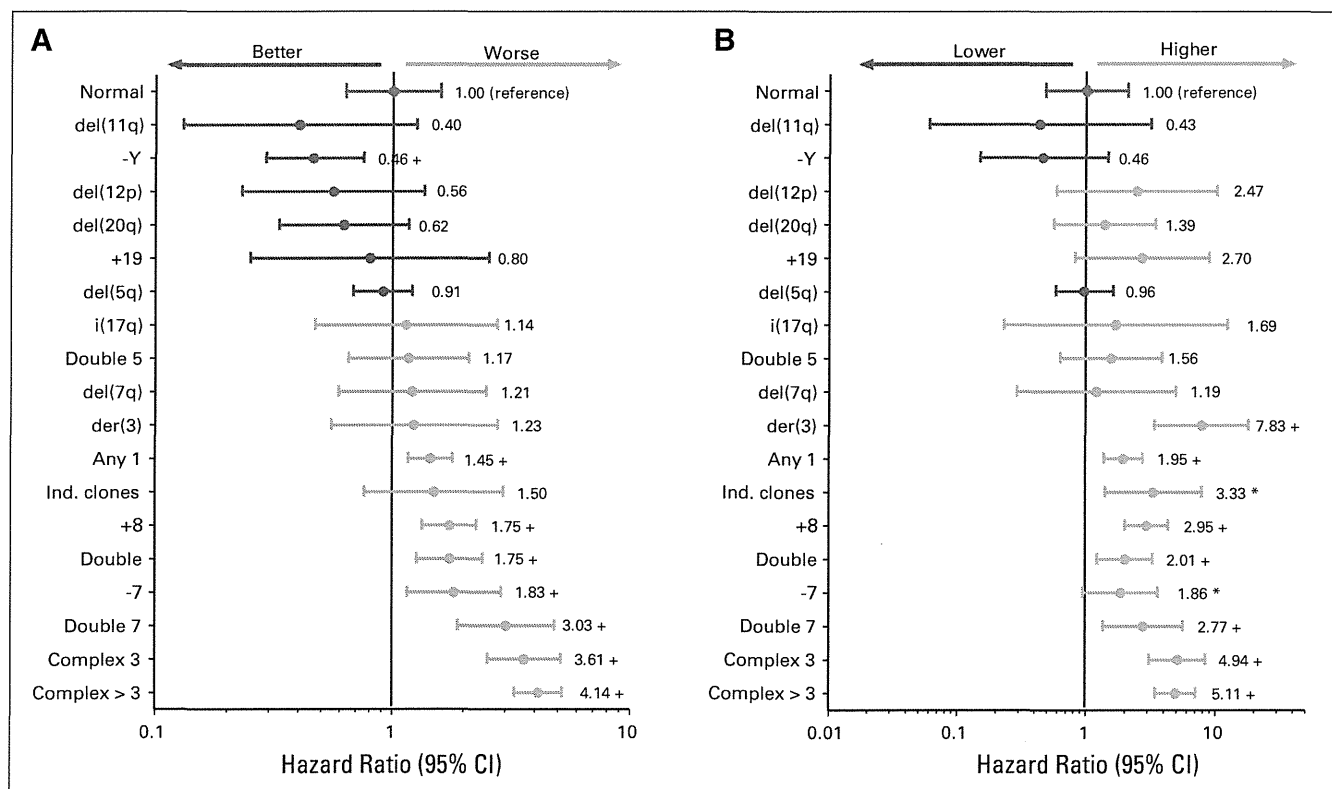 A
Better
Worse
Normal
1.00 (reference)
del(11q)
0.40
-Y
0.46 +
del(12p)
0.56
del(20q)
0.62
+19
0.80
del(5q)
0.91
i(17q)
1.14
Double 5
1.17
del(7q)
1.21
der(3)
1.23
Any 1
1.45 +
Ind. clones
1.50
+8
1.75 +
Double
1.75 +
-7
1.83 +
Double 7
3.03 +
Complex 3
3.61 +
Complex > 3
4.14 +
0.1
1
10
Hazard Ratio (95% CI)
B
Lower
Higher
Normal
1.00 (reference)
del(11q)
0.43
-Y
0.46
del(12p)
2.47
del(20q)
1.39
+19
2.70
del(5q)
0.96
i(17q)
1.69
Double 5
1.56
del(7q)
1.19
der(3)
7.83 +
Any 1
1.95 +
Ind. clones
3.33 *
+8
2.95 +
Double
2.01 +
-7
1.86 *
Double 7
2.77 +
Complex 3
4.94 +
Complex > 3
5.11 +
0.01
0.1
1
10
Hazard Ratio (95% CI)